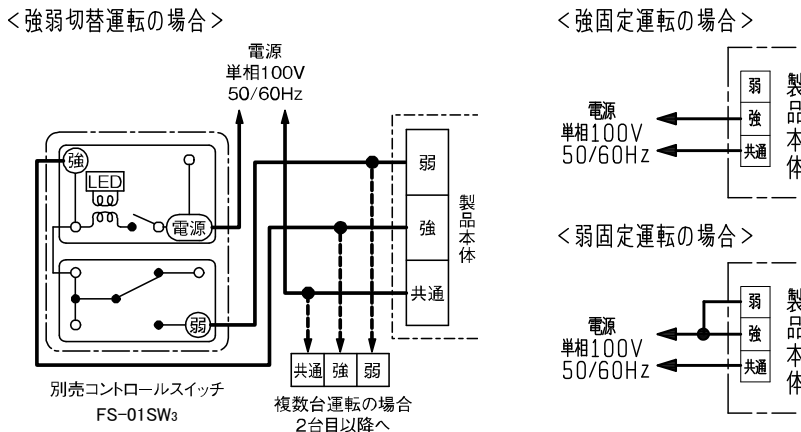 <強弱切替運転の場合>
電源
単相100V
50/60Hz
強
LED
電源
弱
別売コントロールスイッチ
FS-01SW3
弱
強
共通
製品本体
共通 強 弱
複数台運転の場合
2台目以降へ
<強固定運転の場合>
電源
単相100V
50/60Hz
弱
強
共通
製品本体
<弱固定運転の場合>
電源
単相100V
50/60Hz
弱
強
共通
製品本体